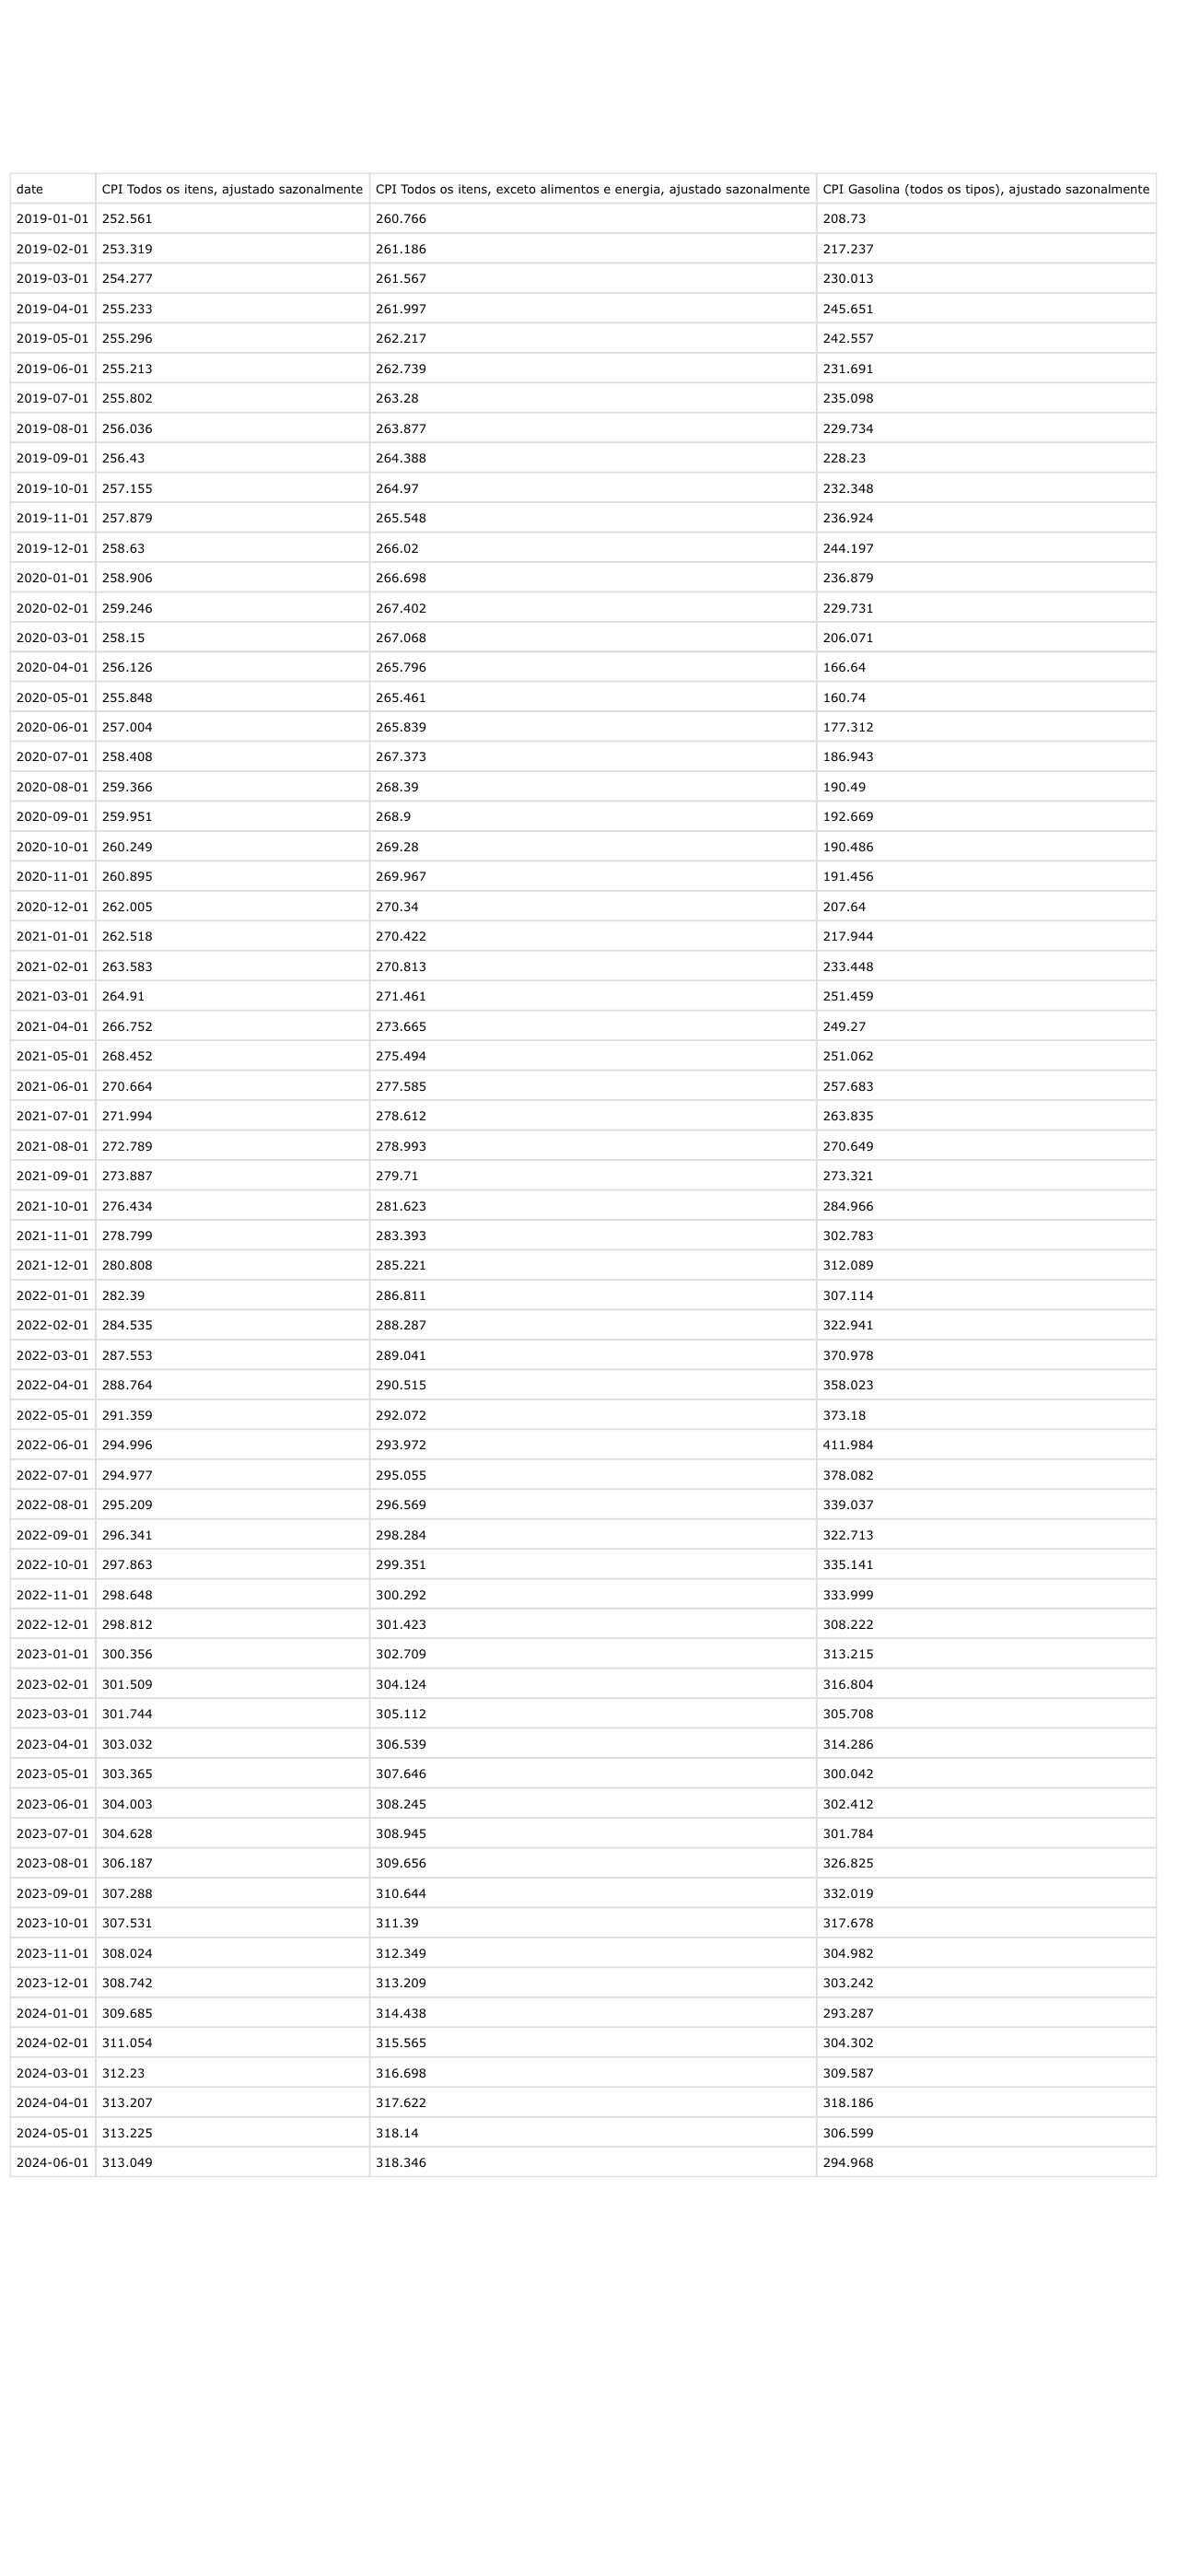 date CPI Todos os itens, ajustado sazonalmente CPI Todos os itens, exceto alimentos e energia, ajustado sazonalmente CPI Gasolina (todos os tipos), ajustado sazonalmente
2019-01-01 252.561 260.766 208.73
2019-02-01 253.319 261.186 217.237
2019-03-01 254.277 261.567 230.013
2019-04-01 255.233 261.997 245.651
2019-05-01 255.296 262.217 242.557
2019-06-01 255.213 262.739 231.691
2019-07-01 255.802 263.28 235.098
2019-08-01 256.036 263.877 229.734
2019-09-01 256.43 264.388 228.23
2019-10-01 257.155 264.97 232.348
2019-11-01 257.879 265.548 236.924
2019-12-01 258.63 266.02 244.197
2020-01-01 258.906 266.698 236.879
2020-02-01 259.246 267.402 229.731
2020-03-01 258.15 267.068 206.071
2020-04-01 256.126 265.796 166.64
2020-05-01 255.848 265.461 160.74
2020-06-01 257.004 265.839 177.312
2020-07-01 258.408 267.373 186.943
2020-08-01 259.366 268.39 190.49
2020-09-01 259.951 268.9 192.669
2020-10-01 260.249 269.28 190.486
2020-11-01 260.895 269.967 191.456
2020-12-01 262.005 270.34 207.64
2021-01-01 262.518 270.422 217.944
2021-02-01 263.583 270.813 233.448
2021-03-01 264.91 271.461 251.459
2021-04-01 266.752 273.665 249.27
2021-05-01 268.452 275.494 251.062
2021-06-01 270.664 277.585 257.683
2021-07-01 271.994 278.612 263.835
2021-08-01 272.789 278.993 270.649
2021-09-01 273.887 279.71 273.321
2021-10-01 276.434 281.623 284.966
2021-11-01 278.799 283.393 302.783
2021-12-01 280.808 285.221 312.089
2022-01-01 282.39 286.811 307.114
2022-02-01 284.535 288.287 322.941
2022-03-01 287.553 289.041 370.978
2022-04-01 288.764 290.515 358.023
2022-05-01 291.359 292.072 373.18
2022-06-01 294.996 293.972 411.984
2022-07-01 294.977 295.055 378.082
2022-08-01 295.209 296.569 339.037
2022-09-01 296.341 298.284 322.713
2022-10-01 297.863 299.351 335.141
2022-11-01 298.648 300.292 333.999
2022-12-01 298.812 301.423 308.222
2023-01-01 300.356 302.709 313.215
2023-02-01 301.509 304.124 316.804
2023-03-01 301.744 305.112 305.708
2023-04-01 303.032 306.539 314.286
2023-05-01 303.365 307.646 300.042
2023-06-01 304.003 308.245 302.412
2023-07-01 304.628 308.945 301.784
2023-08-01 306.187 309.656 326.825
2023-09-01 307.288 310.644 332.019
2023-10-01 307.531 311.39 317.678
2023-11-01 308.024 312.349 304.982
2023-12-01 308.742 313.209 303.242
2024-01-01 309.685 314.438 293.287
2024-02-01 311.054 315.565 304.302
2024-03-01 312.23 316.698 309.587
2024-04-01 313.207 317.622 318.186
2024-05-01 313.225 318.14 306.599
2024-06-01 313.049 318.346 294.968